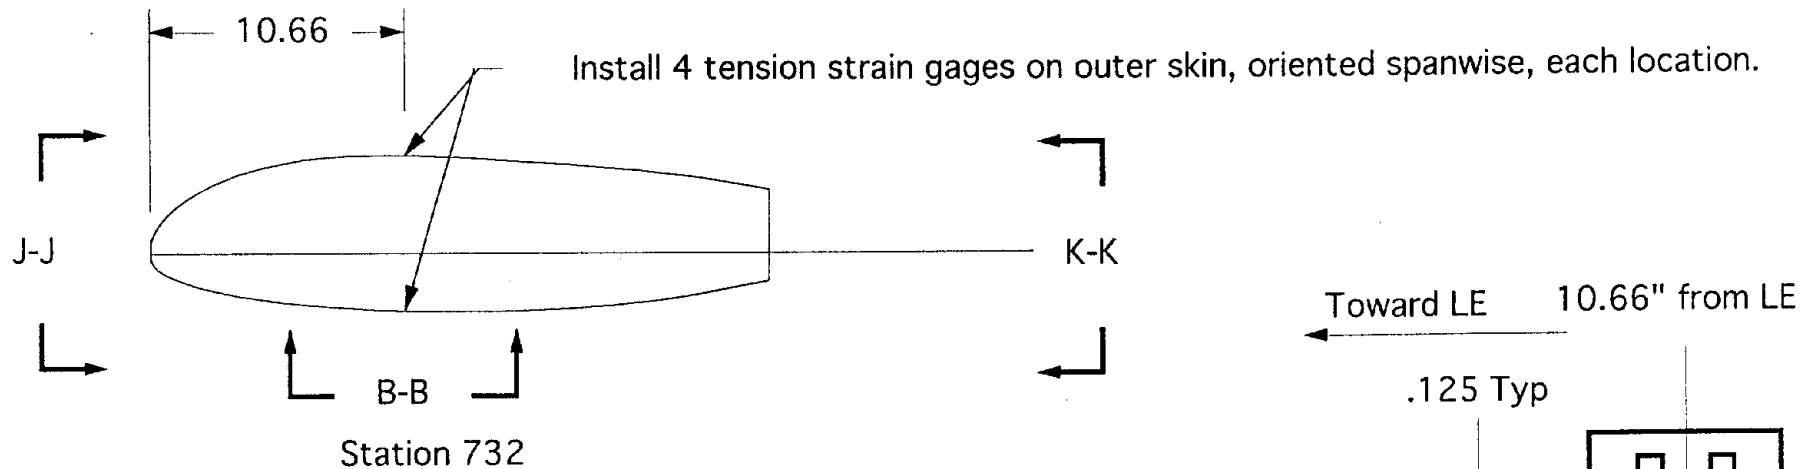 10.66
Install 4 tension strain gages on outer skin, oriented spanwise, each location.
J-J
K-K
Toward LE
10.66" from LE
.125 Typ
B-B
Station 732